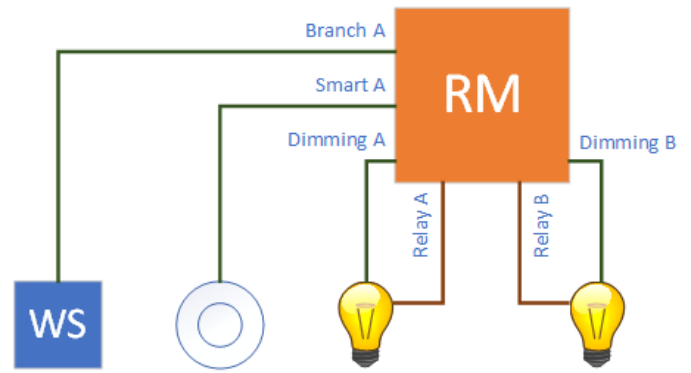 Branch A
Smart A
Dimming A
RM
Dimming B
Relay A
Relay B
WS